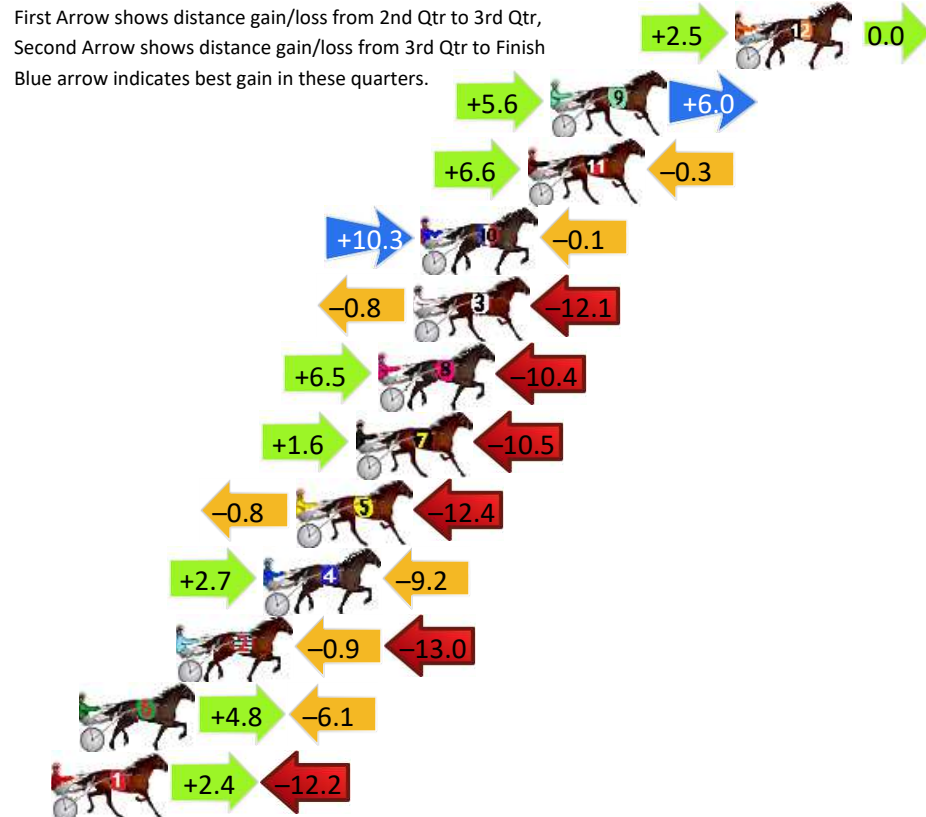 First Arrow shows distance gain/loss from 2nd Qtr to 3rd Qtr,
Second Arrow shows distance gain/loss from 3rd Qtr to Finish
Blue arrow indicates best gain in these quarters.
+2.5 12 0.0
+5.6 9 +6.0
+6.6 11 –0.3
+10.3 10 –0.1
–0.8 3 –12.1
+6.5 8 –10.4
+1.6 7 –10.5
–0.8 5 –12.4
+2.7 4 –9.2
2 –0.9 –13.0
6 +4.8 –6.1
1 +2.4 –12.2